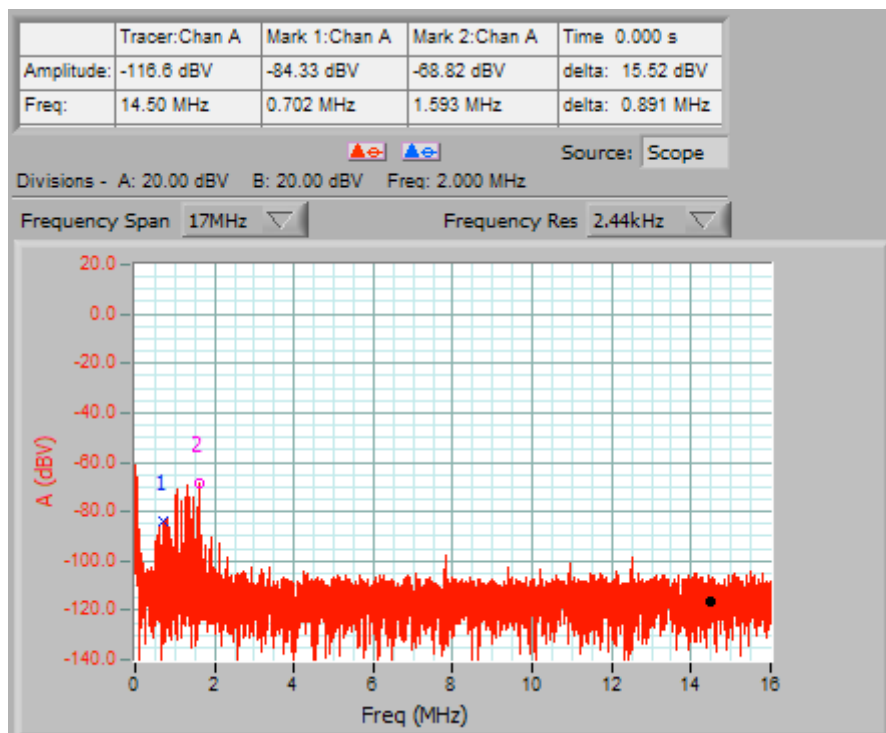 Tracer:Chan A Mark 1:Chan A Mark 2:Chan A Time 0.000 s
Amplitude: -116.6 dBV -84.33 dBV -68.82 dBV delta: 15.52 dBV
Freq: 14.50 MHz 0.702 MHz 1.593 MHz delta: 0.891 MHz
Source: Scope
Divisions - A: 20.00 dBV B: 20.00 dBV Freq: 2.000 MHz
Frequency Span 17MHz Frequency Res 2.44kHz
20.0
0.0
-20.0
-40.0
2
-60.0
1
-80.0
-100.0
-120.0
-140.0
A (dBV)
0 2 4 6 8 10 12 14 16
Freq (MHz)